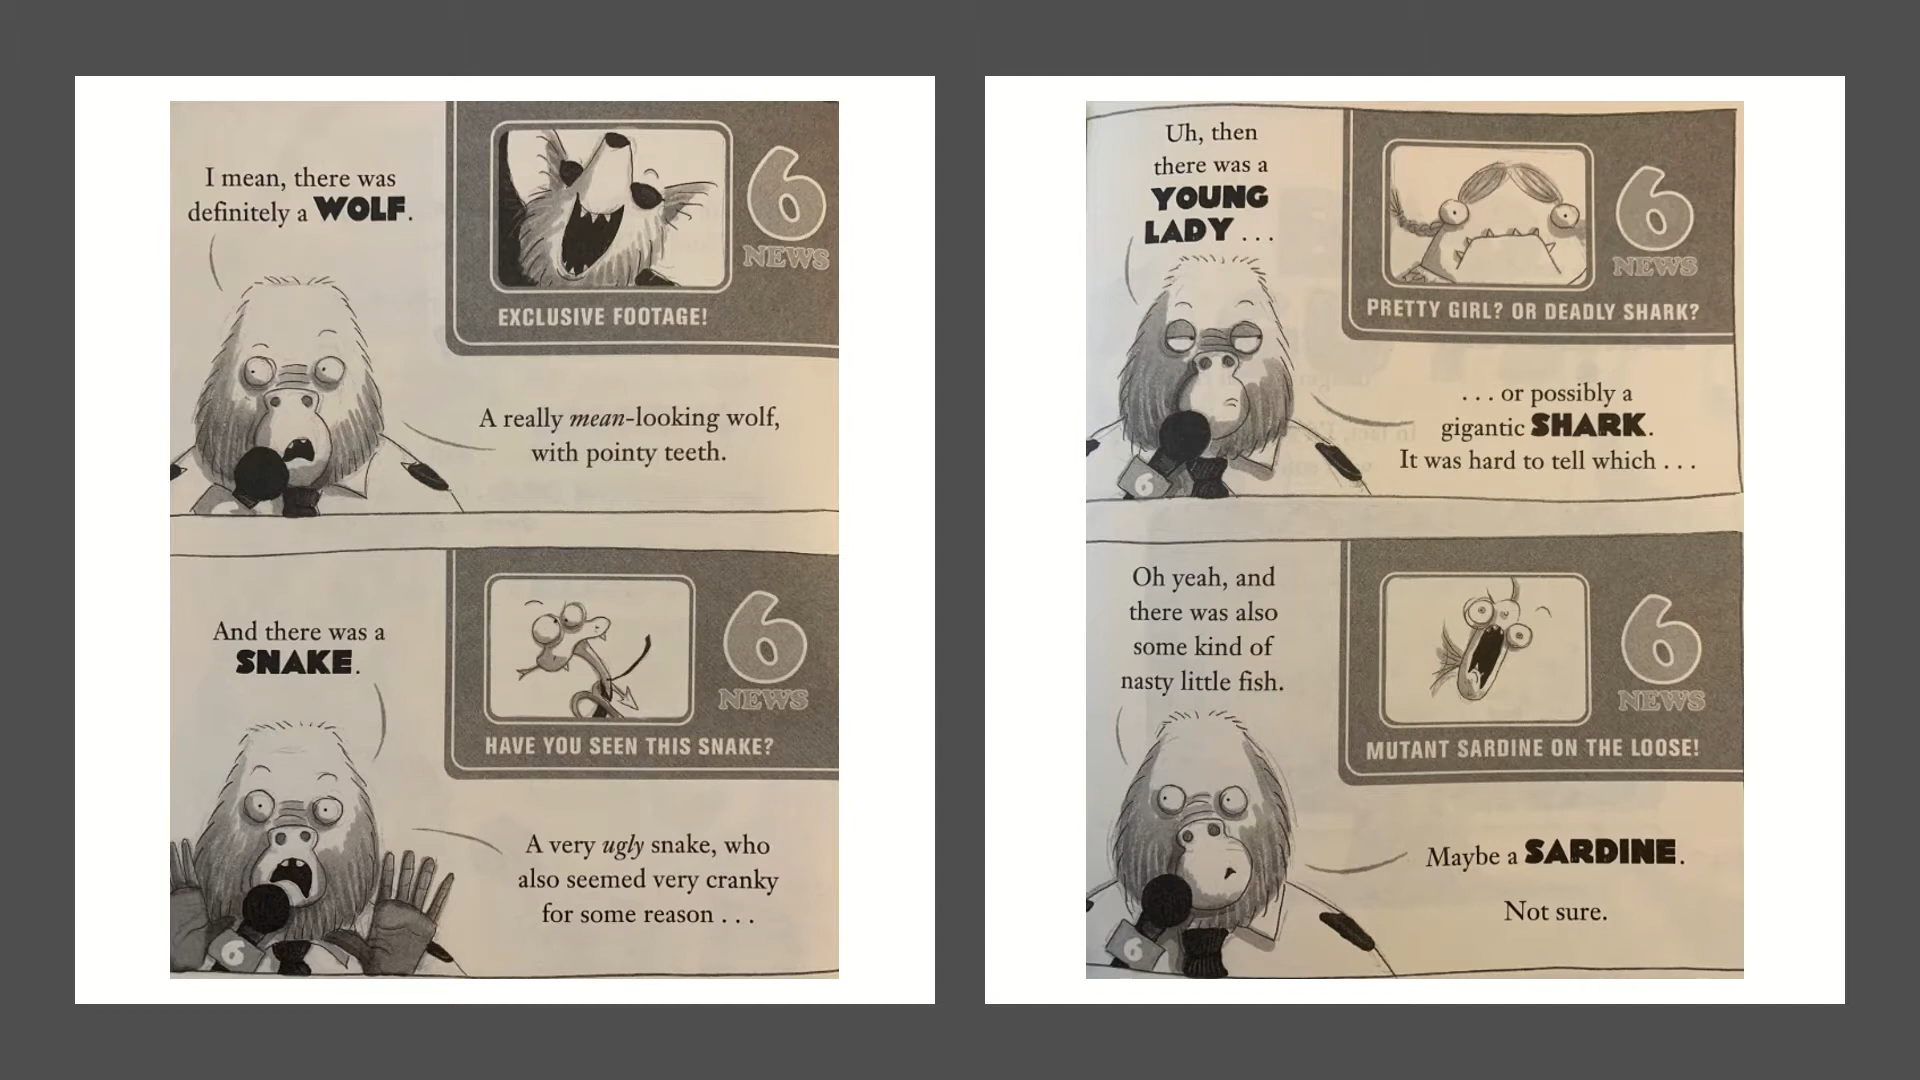 I mean, there was
definitely a WOLF.
6
NEWS
EXCLUSIVE FOOTAGE!
A really mean-looking wolf,
with pointy teeth.
And there was a
SNAKE.
6
NEWS
HAVE YOU SEEN THIS SNAKE?
A very ugly snake, who
also seemed very cranky
for some reason . . .
6
Uh, then
there was a
YOUNG
LADY . . .
6
NEWS
PRETTY GIRL? OR DEADLY SHARK?
. . . or possibly a
gigantic SHARK.
It was hard to tell which . . .
6
Oh yeah, and
there was also
some kind of
nasty little fish.
6
NEWS
MUTANT SARDINE ON THE LOOSE!
Maybe a SARDINE.
Not sure.
6